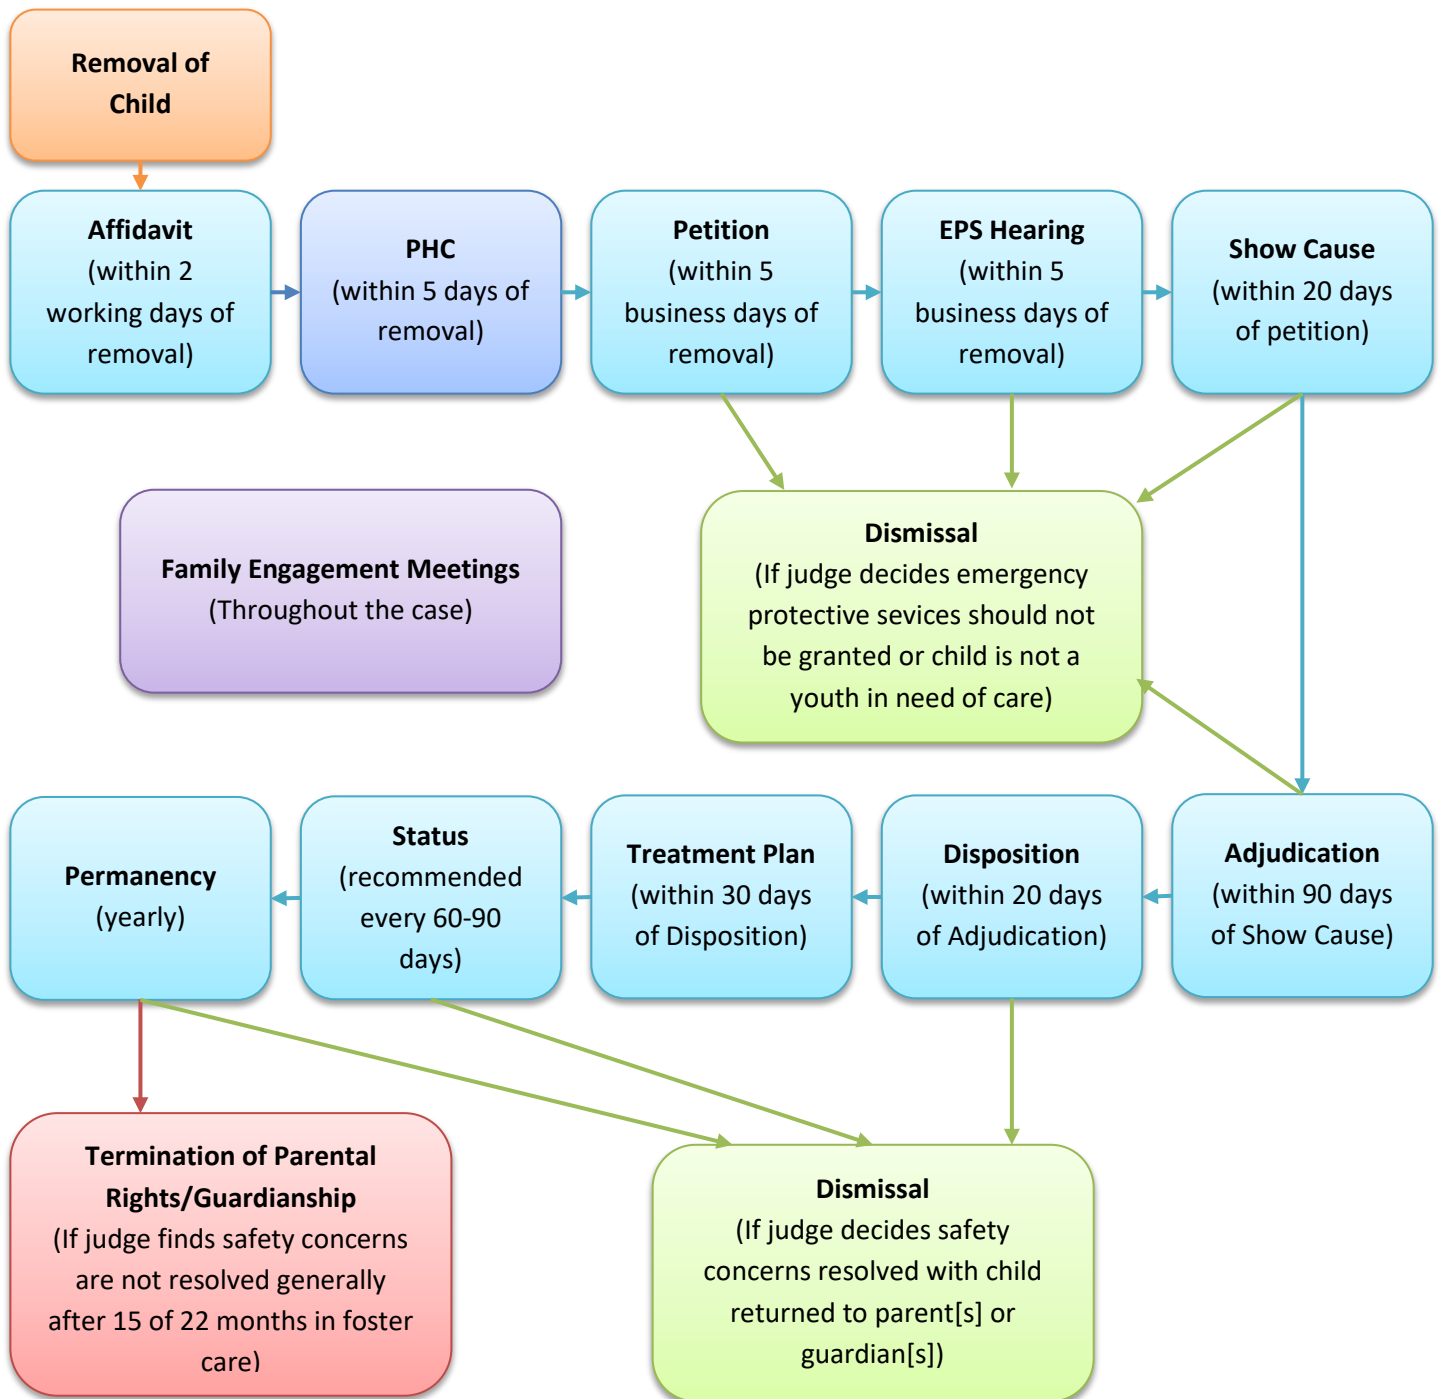 Removal of
Child
Affidavit
(within 2
working days of
removal)
PHC
(within 5 days of
removal)
Petition
(within 5
business days of
removal)
EPS Hearing
(within 5
business days of
removal)
Show Cause
(within 20 days
of petition)
Family Engagement Meetings
(Throughout the case)
Dismissal
(If judge decides emergency
protective sevices should not
be granted or child is not a
youth in need of care)
Permanency
(yearly)
Status
(recommended
every 60-90
days)
Treatment Plan
(within 30 days
of Disposition)
Disposition
(within 20 days
of Adjudication)
Adjudication
(within 90 days
of Show Cause)
Termination of Parental
Rights/Guardianship
(If judge finds safety concerns
are not resolved generally
after 15 of 22 months in foster
care)
Dismissal
(If judge decides safety
concerns resolved with child
returned to parent[s] or
guardian[s])